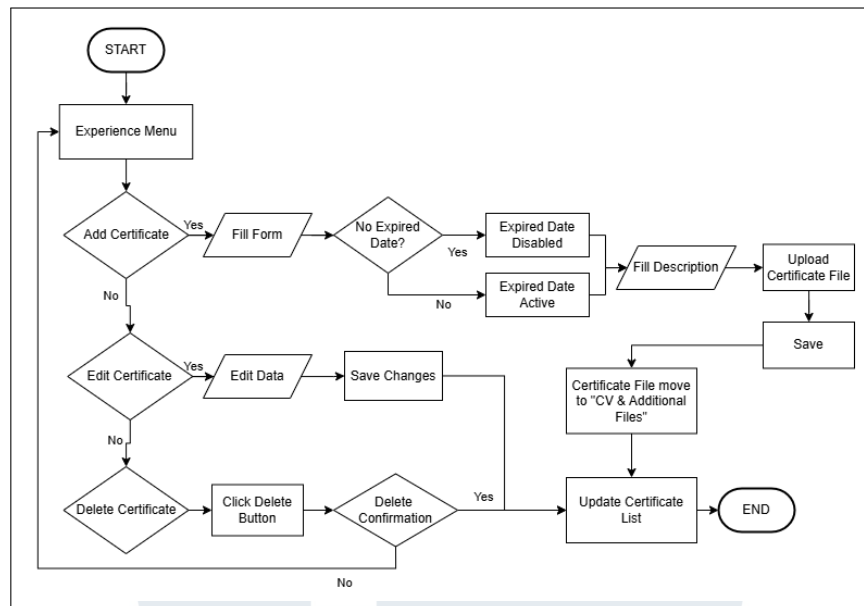 START
Experience Menu
Add Certificate
Yes
Fill Form
No Expired
Date?
Yes
Expired Date
Disabled
No
Expired Date
Active
Fill Description
Upload
Certificate File
Save
No
Edit Certificate
Yes
Edit Data
Save Changes
Certificate File move
to "CV & Additional
Files"
No
Delete Certificate
Click Delete
Button
Delete
Confirmation
Yes
Update Certificate
List
END
No